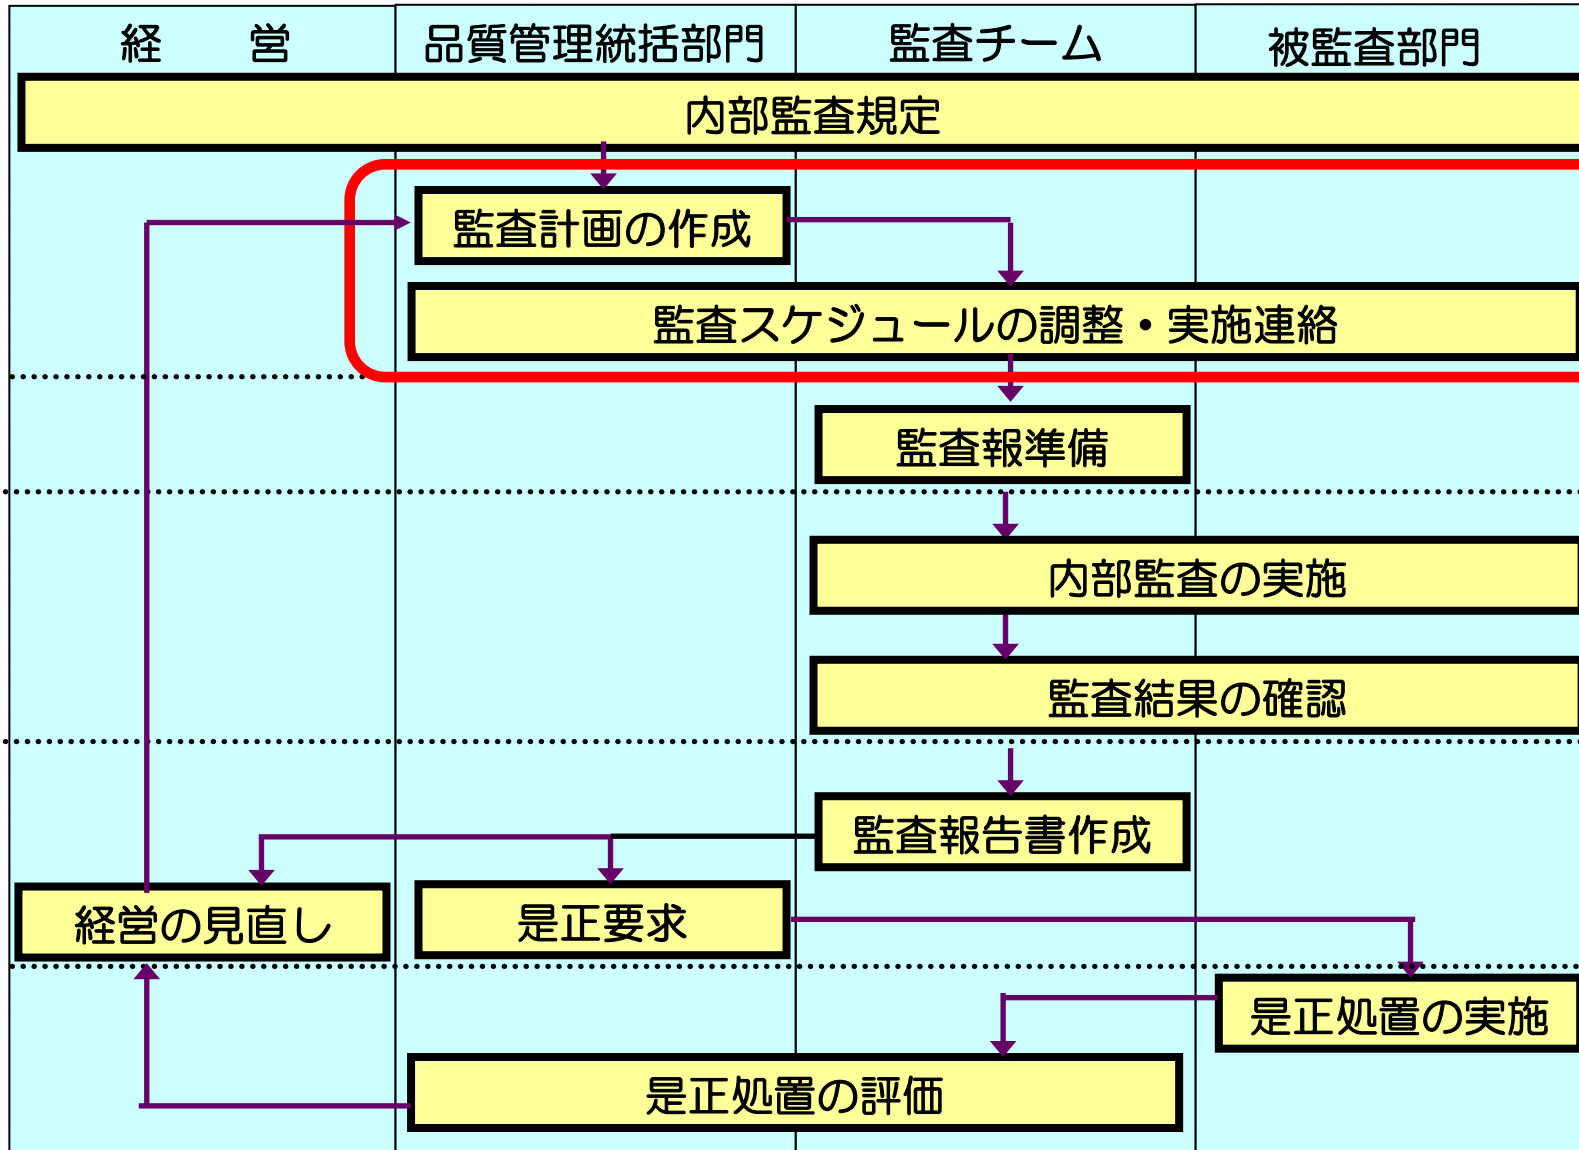 経　営
品質管理統括部門
監査チーム
被監査部門
内部監査規定
監査計画の作成
監査スケジュールの調整・実施連絡
監査報準備
内部監査の実施
監査結果の確認
監査報告書作成
経営の見直し
是正要求
是正処置の実施
是正処置の評価